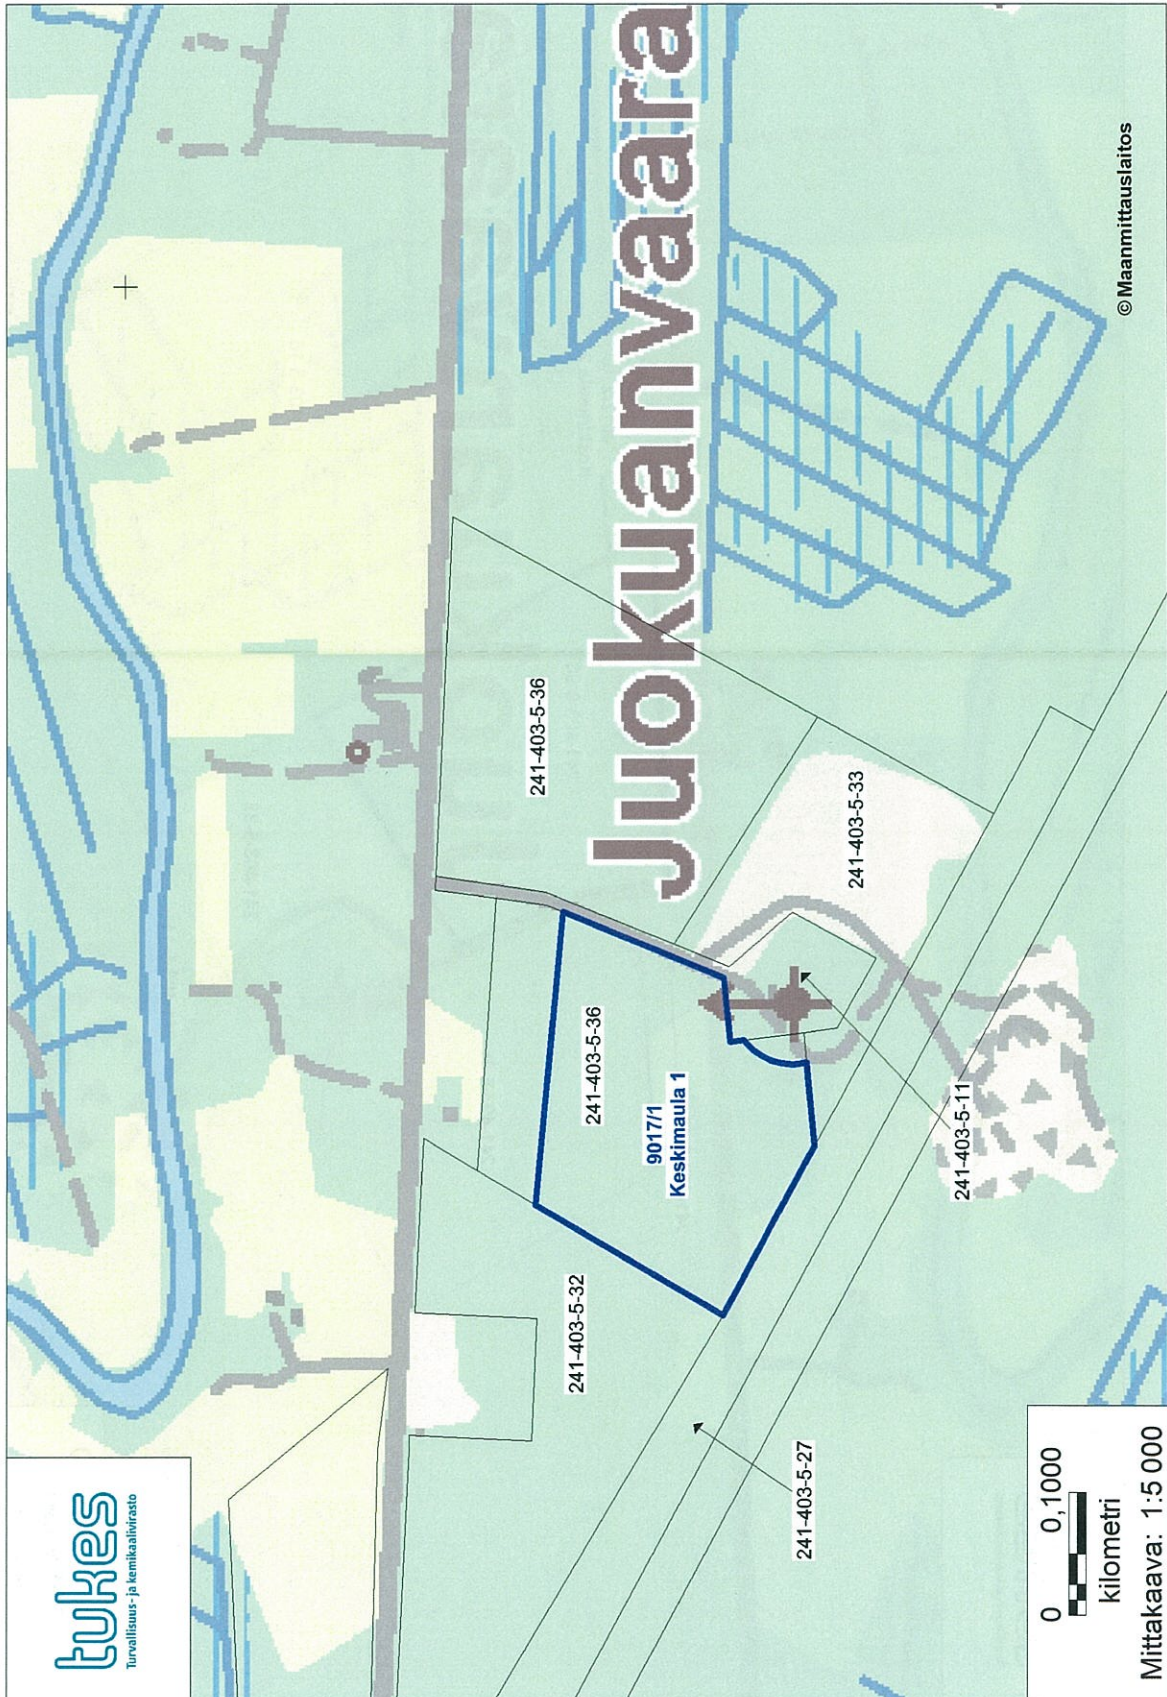 tukes
Turvallisuus- ja kemikaalivirasto
Juokuanvaara
241-403-5-36
241-403-5-36
241-403-5-33
9017/1
Keskimaula 1
241-403-5-32
241-403-5-11
241-403-5-27
0 0,1000
kilometri
Mittakaava: 1:5 000
© Maanmittauslaitos